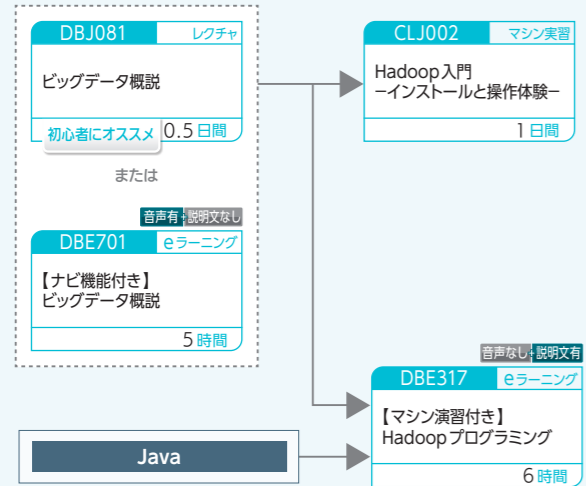 DBJ081 レクチャ
ビッグデータ概説
初心者にオススメ 0.5日間
または
音声有+説明文なし
DBE701 eラーニング
【ナビ機能付き】
ビッグデータ概説
5時間
CLJ002 マシン実習
Hadoop入門
−インストールと操作体験−
1日間
音声なし+説明文有
DBE317 eラーニング
【マシン演習付き】
Hadoopプログラミング
6時間
Java